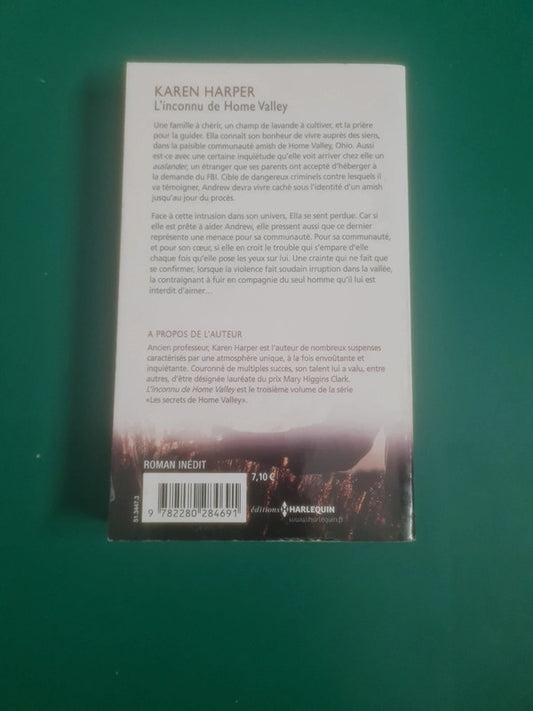 KAREN HARPER
L'inconnu de Home Valley
Une famille à chérir, un champ de lavande à cultiver, et la prière
pour la guider. Ella connaît son bonheur de vivre auprès des siens,
dans la paisible communauté amish de Home Valley, Ohio. Aussi
est-ce avec une certaine inquiétude qu'elle voit arriver chez elle un
auslander, un étranger que ses parents ont accepté d'héberger à
la demande du FBI. Cible de dangereux criminels contre lesquels il
va témoigner, Andrew devra vivre caché sous l'identité d'un amish
jusqu'au jour du procès.
Face à cette intrusion dans son univers, Ella se sent perdue. Car si
elle est prête à aider Andrew, elle pressent aussi que ce dernier
représente une menace pour sa communauté. Pour sa communauté,
et pour son cœur, si elle en croit le trouble qui s'empare d'elle
chaque fois qu'elle pose les yeux sur lui. Une crainte qui ne fait que
se confirmer, lorsque la violence fait soudain irruption dans la vallée,
la contraignant à fuir en compagnie du seul homme qu'il lui est
interdit d'aimer...
A PROPOS DE L'AUTEUR
Ancien professeur, Karen Harper est l'auteur de nombreux suspenses
caractérisés par une atmosphère unique, à la fois envoûtante et
inquiétante. Couronné de multiples succès, son talent lui a valu, entre
autres, d'être désignée lauréate du prix Mary Higgins Clark.
L'inconnu de Home Valley est le troisième volume de la série
«Les secrets de Home Valley».
ROMAN INÉDIT
7,10 €
51.3447.3
9 782280 284691
éditions HARLEQUIN
www.harlequin.fr